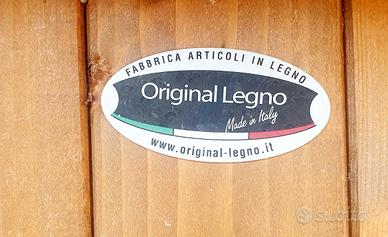 FABBRICA ARTICOLI IN LEGNO
Original Legno
Made in Italy
www.original-legno.it
subito